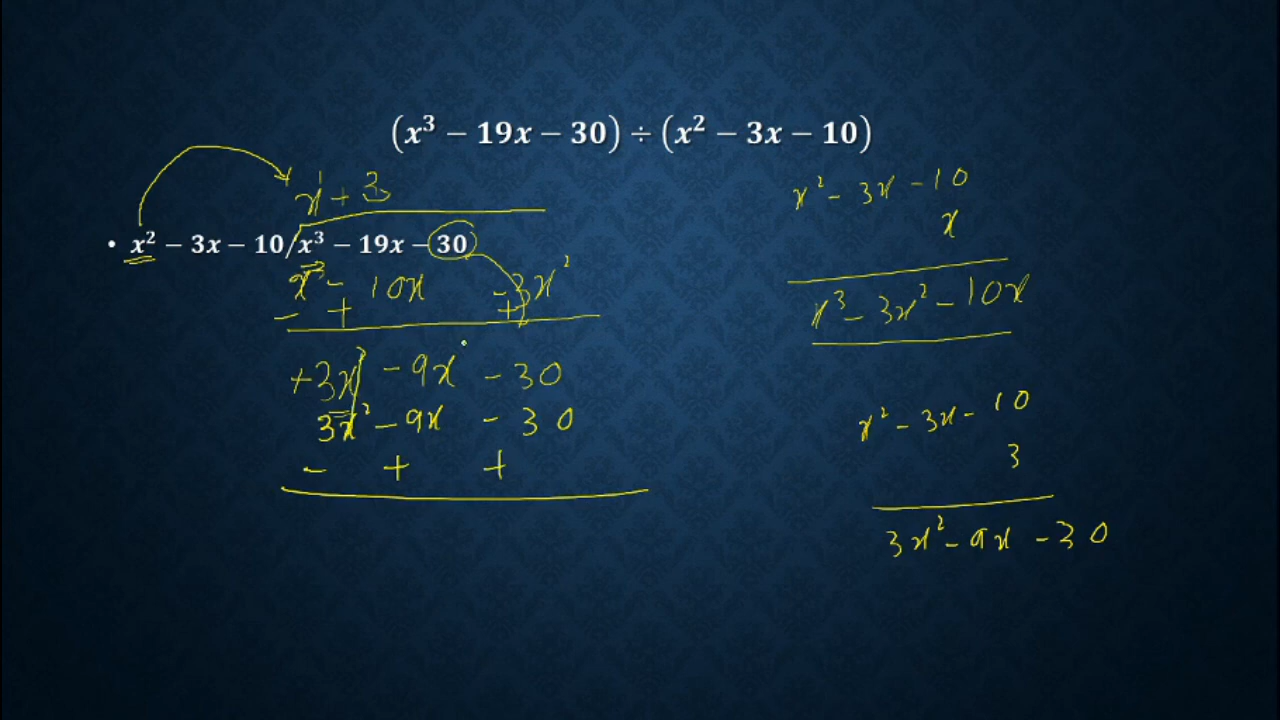 (x³ − 19x − 30) ÷ (x² − 3x − 10)
x + 3
• x² − 3x − 10/x³ − 19x − 30
x³ − 10x − 3x²
− + +
+3x² − 9x − 30
3x² − 9x − 30
− + +
x² − 3x − 10
x
x³ − 3x² − 10x
x² − 3x − 10
3
3x² − 9x − 30